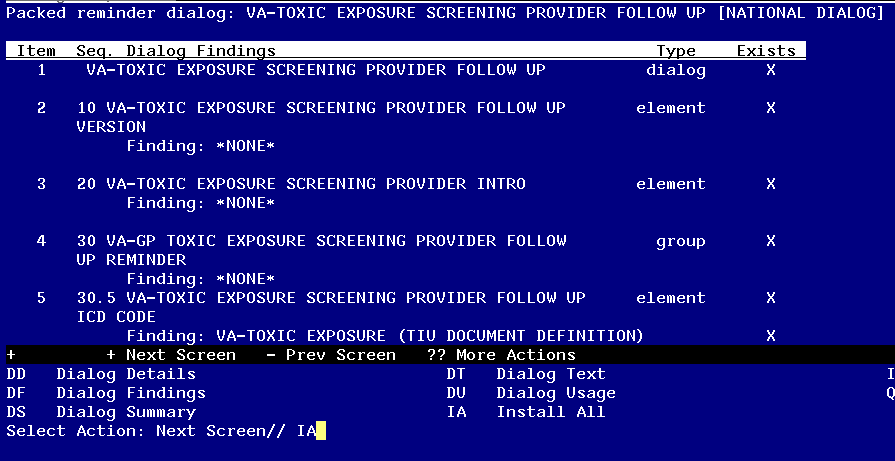 Packed reminder dialog: VA-TOXIC EXPOSURE SCREENING PROVIDER FOLLOW UP [NATIONAL DIALOG]
Item Seq. Dialog Findings Type Exists
1 VA-TOXIC EXPOSURE SCREENING PROVIDER FOLLOW UP dialog X
2 10 VA-TOXIC EXPOSURE SCREENING PROVIDER FOLLOW UP element X
VERSION
Finding: *NONE*
3 20 VA-TOXIC EXPOSURE SCREENING PROVIDER INTRO element X
Finding: *NONE*
4 30 VA-GP TOXIC EXPOSURE SCREENING PROVIDER FOLLOW group X
UP REMINDER
Finding: *NONE*
5 30.5 VA-TOXIC EXPOSURE SCREENING PROVIDER FOLLOW UP element X
ICD CODE
Finding: VA-TOXIC EXPOSURE (TIU DOCUMENT DEFINITION) X
+ + Next Screen - Prev Screen ?? More Actions
DD Dialog Details DT Dialog Text I
DF Dialog Findings DU Dialog Usage Q
DS Dialog Summary IA Install All
Select Action: Next Screen// IA